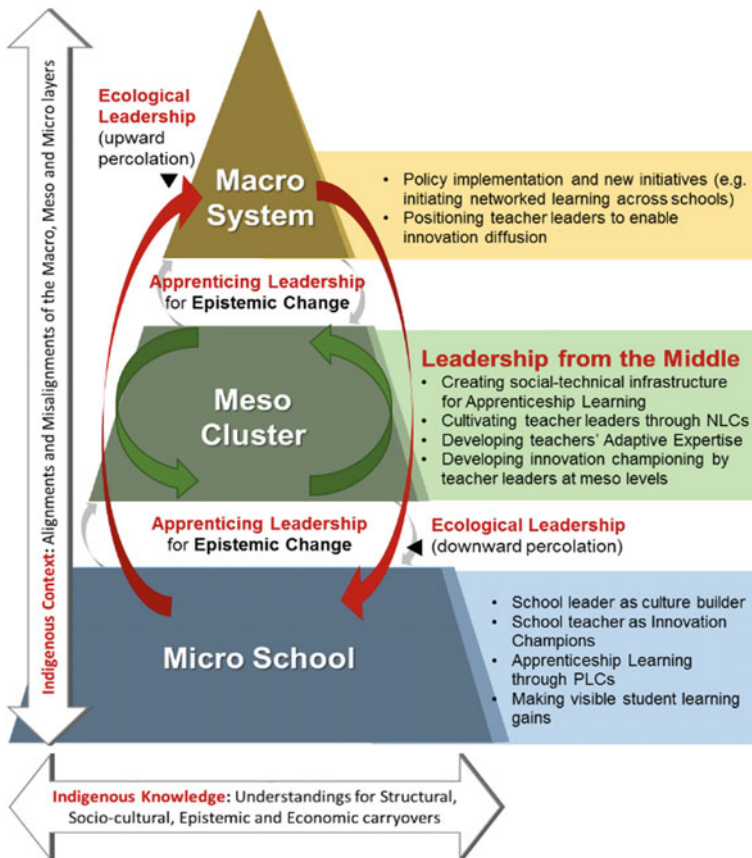 Ecological
Leadership
(upward
percolation)
Macro
System
• Policy implementation and new initiatives (e.g.
initiating networked learning across schools)
• Positioning teacher leaders to enable
innovation diffusion
Apprenticing Leadership
for Epistemic Change
Meso
Cluster
Leadership from the Middle
• Creating social-technical infrastructure
for Apprenticeship Learning
• Cultivating teacher leaders through NLCs
• Developing teachers' Adaptive Expertise
• Developing innovation championing by
teacher leaders at meso levels
Apprenticing Leadership
for Epistemic Change
Ecological Leadership
(downward percolation)
Micro School
• School leader as culture builder
• School teacher as Innovation
Champions
• Apprenticeship Learning
through PLCs
• Making visible student learning
gains
Indigenous Context: Alignments and Misalignments of the Macro, Meso and Micro layers
Indigenous Knowledge: Understandings for Structural,
Socio-cultural, Epistemic and Economic carryovers